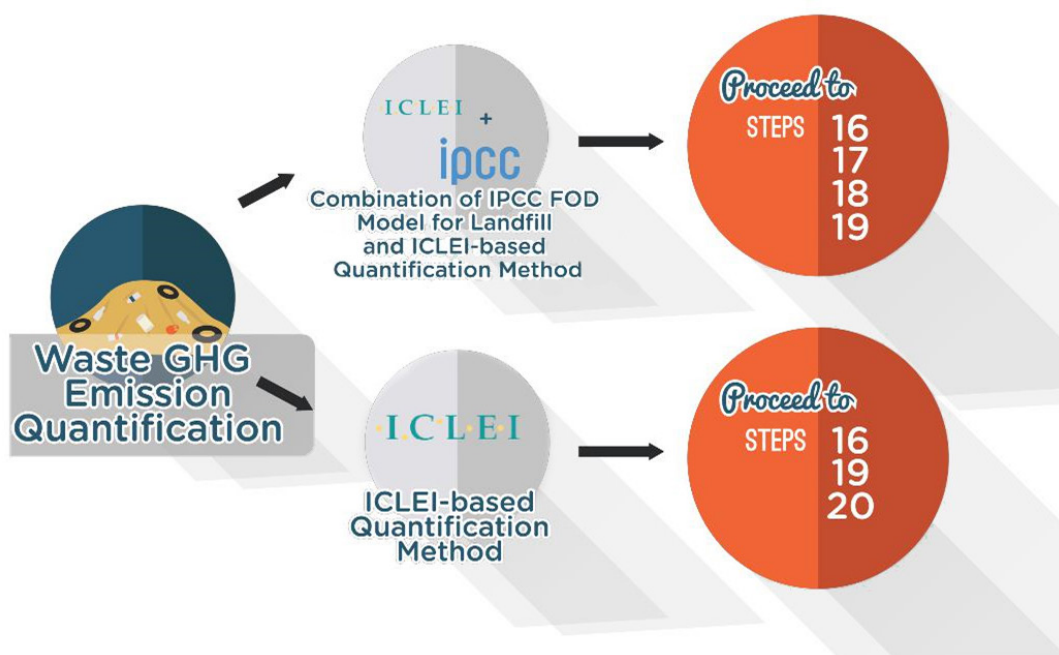 Waste GHG
Emission
Quantification
ICLEI
+
ipcc
Combination of IPCC FOD
Model for Landfill
and ICLEI-based
Quantification Method
Proceed to
STEPS 16
17
18
19
I.C.L.E.I
ICLEI-based
Quantification
Method
Proceed to
STEPS 16
19
20